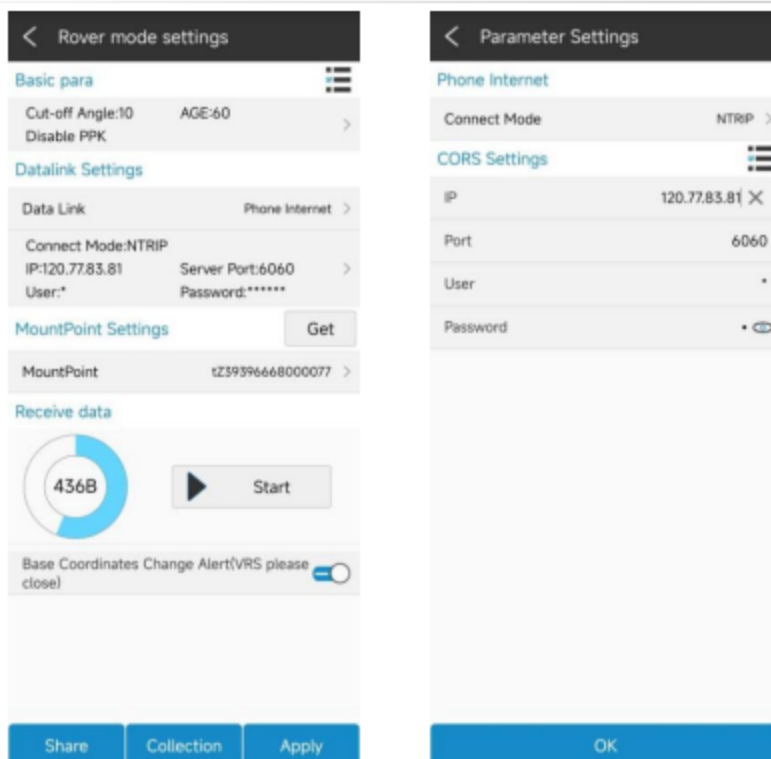 Rover mode settings
Basic para
Cut-off Angle:10 AGE:60
Disable PPK
Datalink Settings
Data Link Phone Internet
Connect Mode:NTRIP
IP:120.77.83.81 Server Port:6060
User:* Password:******
MountPoint Settings Get
MountPoint tZ39396668000077
Receive data
436B Start
Base Coordinates Change Alert(VRS please
close)
Share Collection Apply
Parameter Settings
Phone Internet
Connect Mode NTRIP
CORS Settings
IP 120.77.83.81
Port 6060
User *
Password •
OK